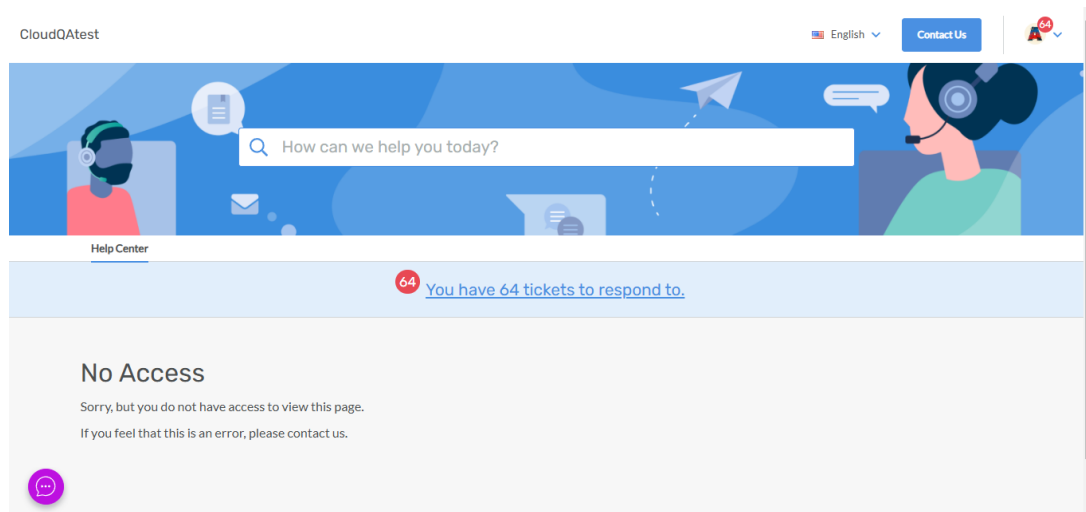 CloudQAtest
English
Contact Us
64
How can we help you today?
Help Center
64 You have 64 tickets to respond to.
No Access
Sorry, but you do not have access to view this page.
If you feel that this is an error, please contact us.